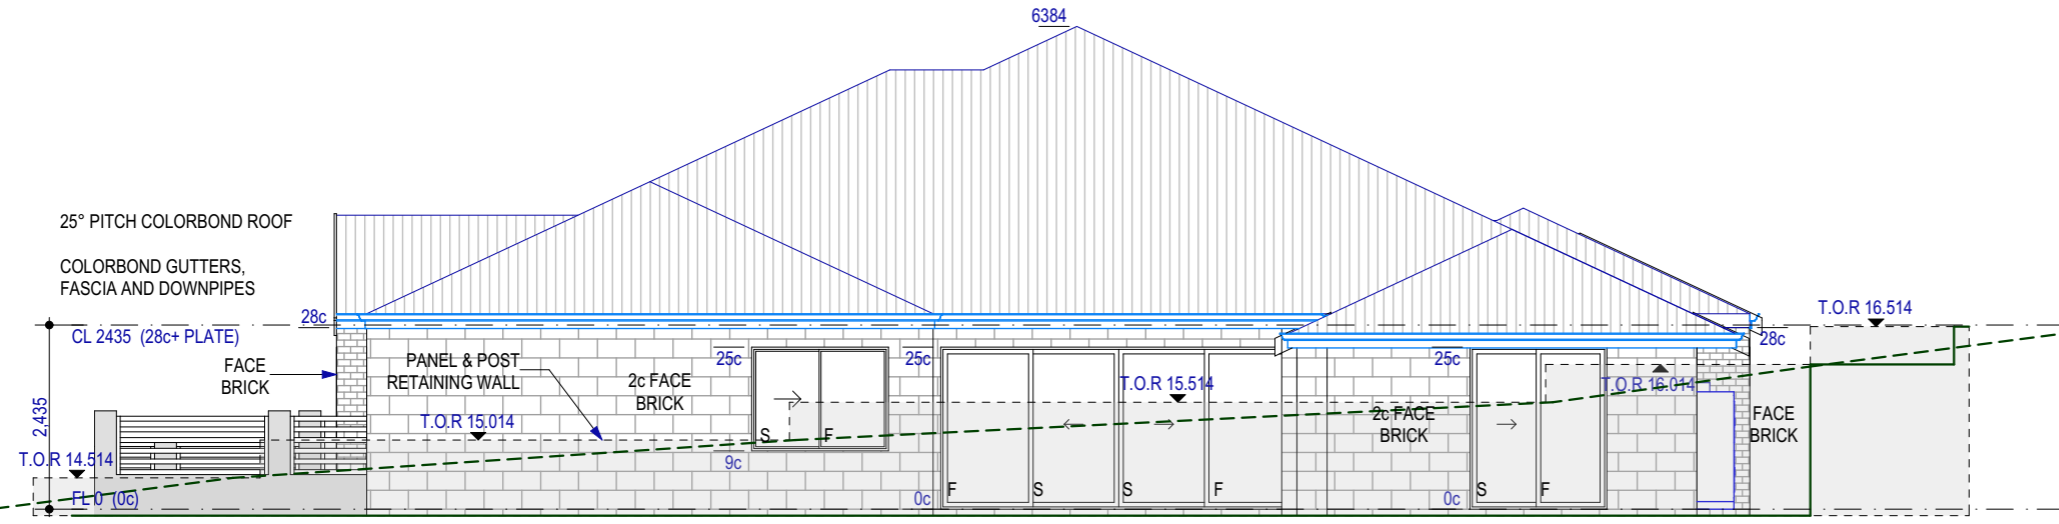 6384
25° PITCH COLORBOND ROOF
COLORBOND GUTTERS,
FASCIA AND DOWNPIPES
28c
CL 2435 (28c+ PLATE)
FACE
BRICK
PANEL & POST
RETAINING WALL
2c FACE
BRICK
25c
25c
25c
T.O.R 16.514
28c
T.O.R 15.514
T.O.R 16.014
2c FACE
BRICK
FACE
BRICK
2,435
T.O.R 15.014
T.O.R 14.514
S
F
9c
FL 0 (0c)
0c
F
S
S
F
0c
S
F